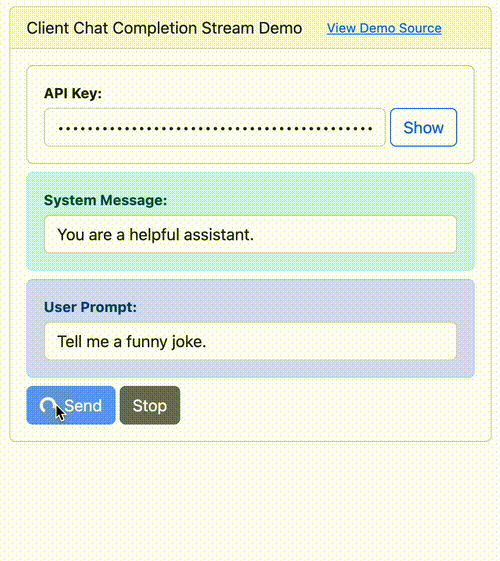 Client Chat Completion Stream Demo View Demo Source
API Key:
•••••••••••••••••••••••••••••••••••••••••• Show
System Message:
You are a helpful assistant.
User Prompt:
Tell me a funny joke.
Send Stop